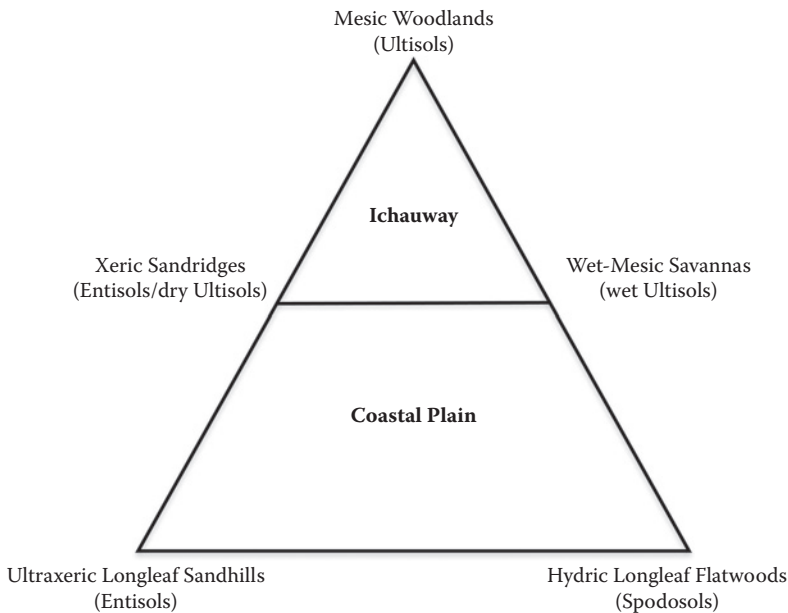 Mesic Woodlands
(Ultisols)
Ichauway
Xeric Sandridges
(Entisols/dry Ultisols)
Wet-Mesic Savannas
(wet Ultisols)
Coastal Plain
Ultraxeric Longleaf Sandhills
(Entisols)
Hydric Longleaf Flatwoods
(Spodosols)